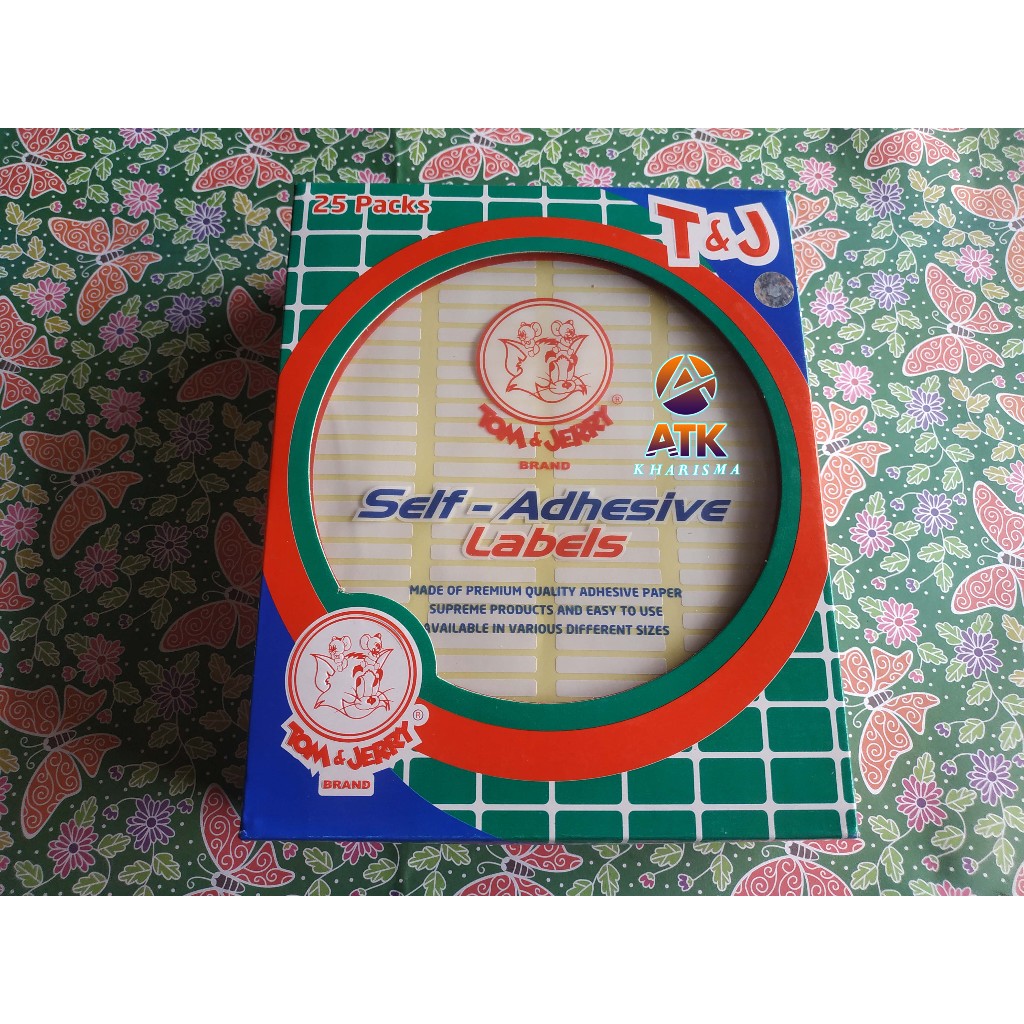 25 Packs
T&J
TOM & JERRY ®
BRAND
ATK
KHARISMA
Self - Adhesive
Labels
MADE OF PREMIUM QUALITY ADHESIVE PAPER
SUPREME PRODUCTS AND EASY TO USE
AVAILABLE IN VARIOUS DIFFERENT SIZES
TOM & JERRY ®
BRAND